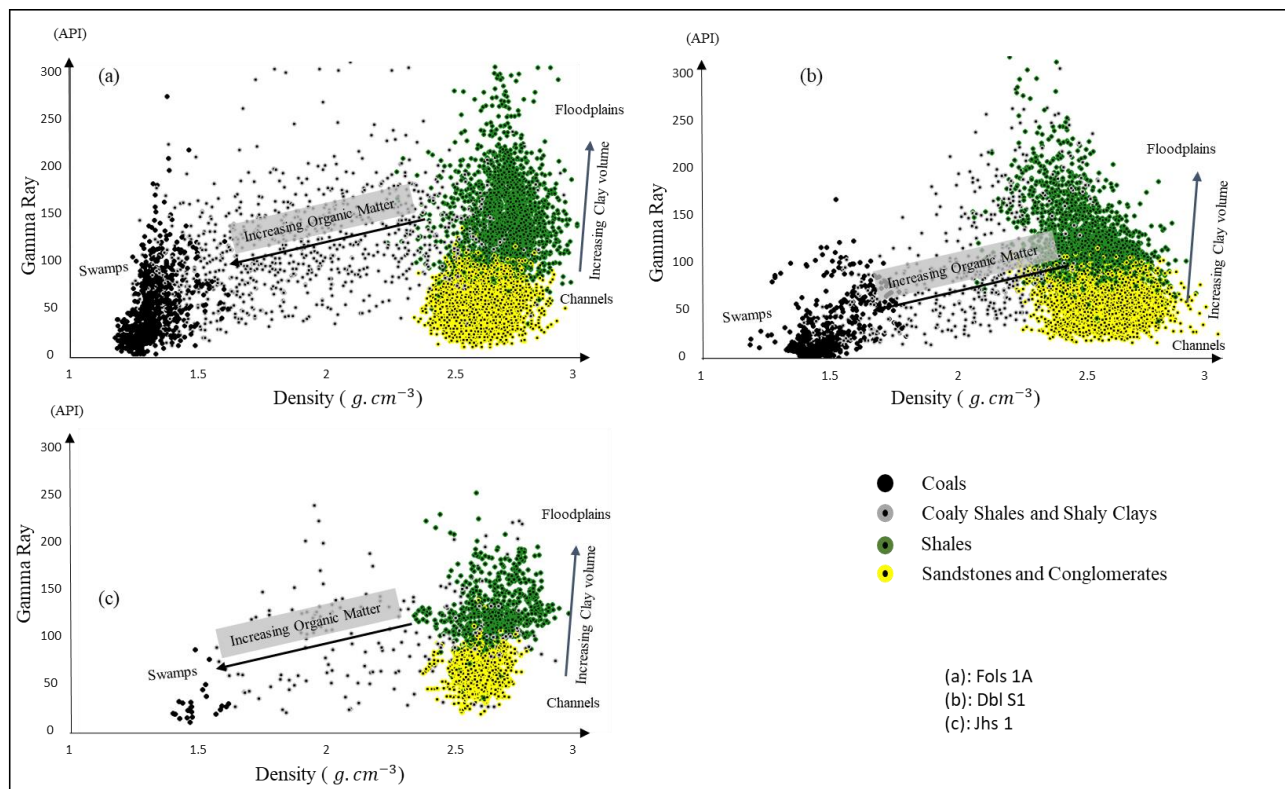 (API)
300
250
200
150
100
50
0
Gamma Ray
(a)
Floodplains
Increasing Clay volume
Increasing Organic Matter
Swamps
Channels
1
1.5
2
2.5
3
Density ( g.cm⁻³)
(API)
300
250
200
150
100
50
0
Gamma Ray
(b)
Floodplains
Increasing Clay volume
Increasing Organic Matter
Swamps
Channels
1
1.5
2
2.5
3
Density ( g.cm⁻³)
(API)
300
250
200
150
100
50
0
Gamma Ray
(c)
Floodplains
Increasing Clay volume
Increasing Organic Matter
Swamps
Channels
1
1.5
2
2.5
3
Density ( g.cm⁻³)
Coals
Coaly Shales and Shaly Clays
Shales
Sandstones and Conglomerates
(a): Fols 1A
(b): Dbl S1
(c): Jhs 1